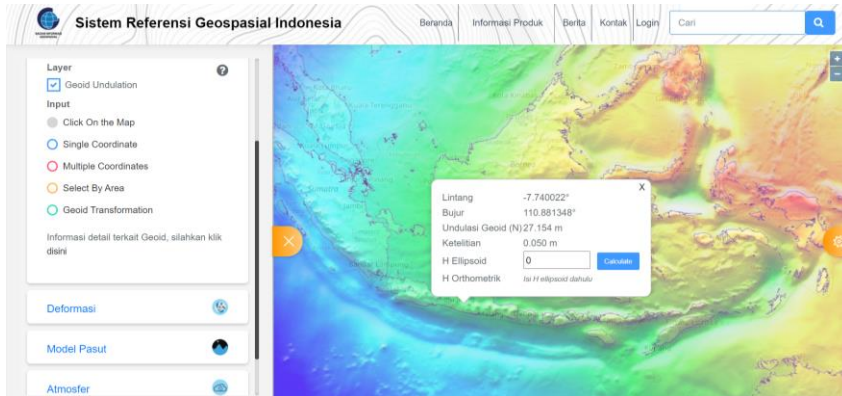 Sistem Referensi Geospasial Indonesia
Beranda
Informasi Produk
Berita
Kontak
Login
Cari
Layer
Geoid Undulation
Input
Click On the Map
Single Coordinate
Multiple Coordinates
Select By Area
Geoid Transformation
Informasi detail terkait Geoid, silahkan klik
disini
Deformasi
Model Pasut
Atmosfer
X
Lintang -7.740022°
Bujur 110.881348°
Undulasi Geoid (N) 27.154 m
Ketelitian 0.050 m
H Ellipsoid 0 Calculate
H Orthometrik Isi H ellipsoid dahulu